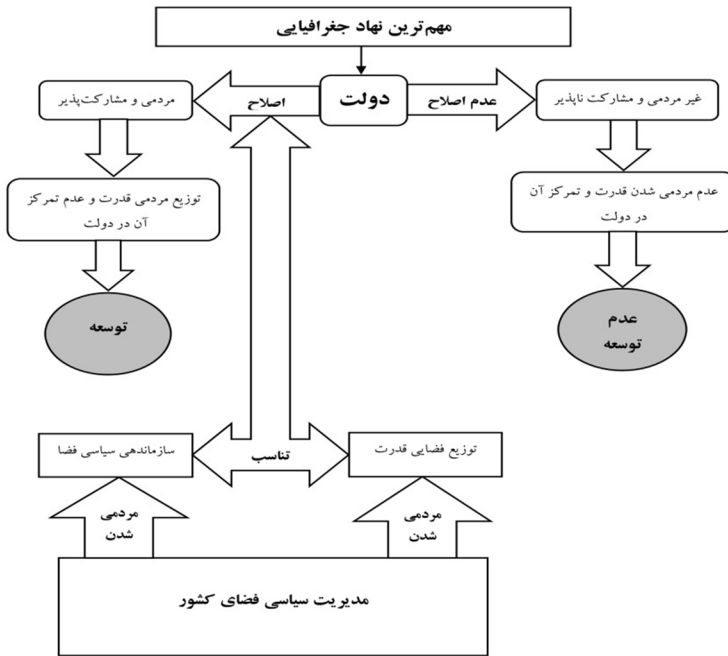 مهم‌ترین نهاد جغرافیایی
دولت
عدم اصلاح
اصلاح
غیر مردمی و مشارکت ناپذیر
مردمی و مشارکت‌پذیر
عدم مردمی شدن قدرت و تمرکز آن
در دولت
توزیع مردمی قدرت و عدم تمرکز
آن در دولت
عدم
توسعه
توسعه
توزیع فضایی قدرت
تناسب
سازماندهی سیاسی فضا
مردمی
شدن
مردمی
شدن
مدیریت سیاسی فضای کشور